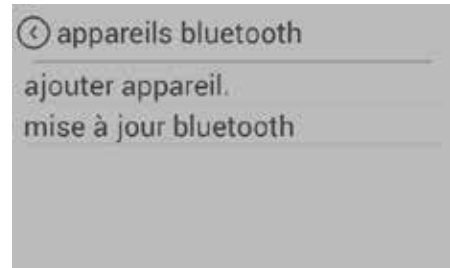 appareils bluetooth
ajouter appareil.
mise à jour bluetooth